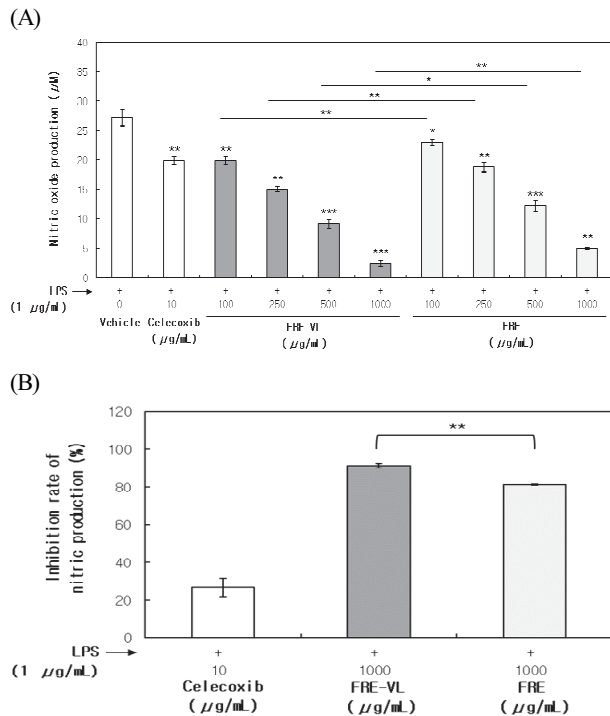 (A)
Nitric oxide production (μM)
40
35
30
25
20
15
10
5
0
**
**
*
**
**
**
**
***
***
*
**
***
**
LPS → + + + + + + + + + +
(1 μg/mL) 0 10 100 250 500 1000 100 250 500 1000
Vehicle Celecoxib FRE-VL FRE
(μg/mL) (μg/mL) (μg/mL)
(B)
Inhibition rate of
nitric production (%)
120
100
80
60
40
20
0
**
LPS → + + +
(1 μg/mL) 10 1000 1000
Celecoxib FRE-VL FRE
(μg/mL) (μg/mL) (μg/mL)